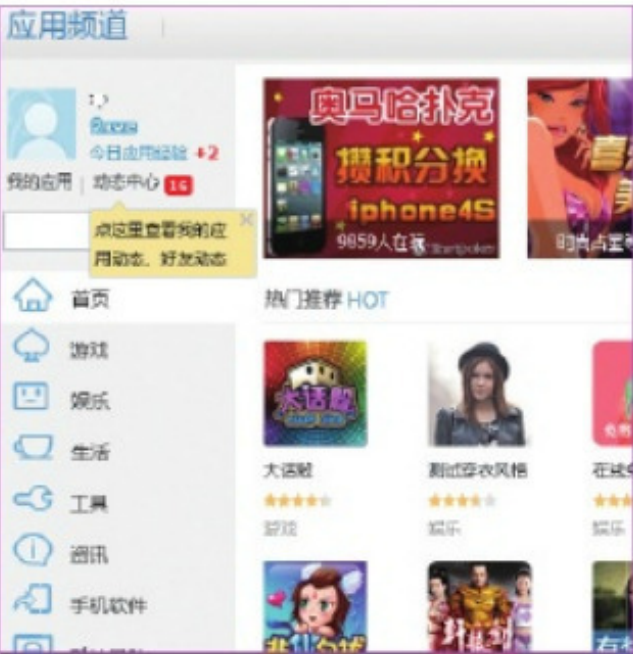 应用频道
今日应用经验 +2
我的应用 | 动态中心 16
点这里查看我的应
用动态、好友动态
奥马哈扑克
攒积分换
iphone4S
9859人在玩
首页
游戏
娱乐
生活
工具
资讯
手机软件
热门推荐 HOT
大话骰
大话骰
游戏
测试穿衣风格
娱乐
娱乐